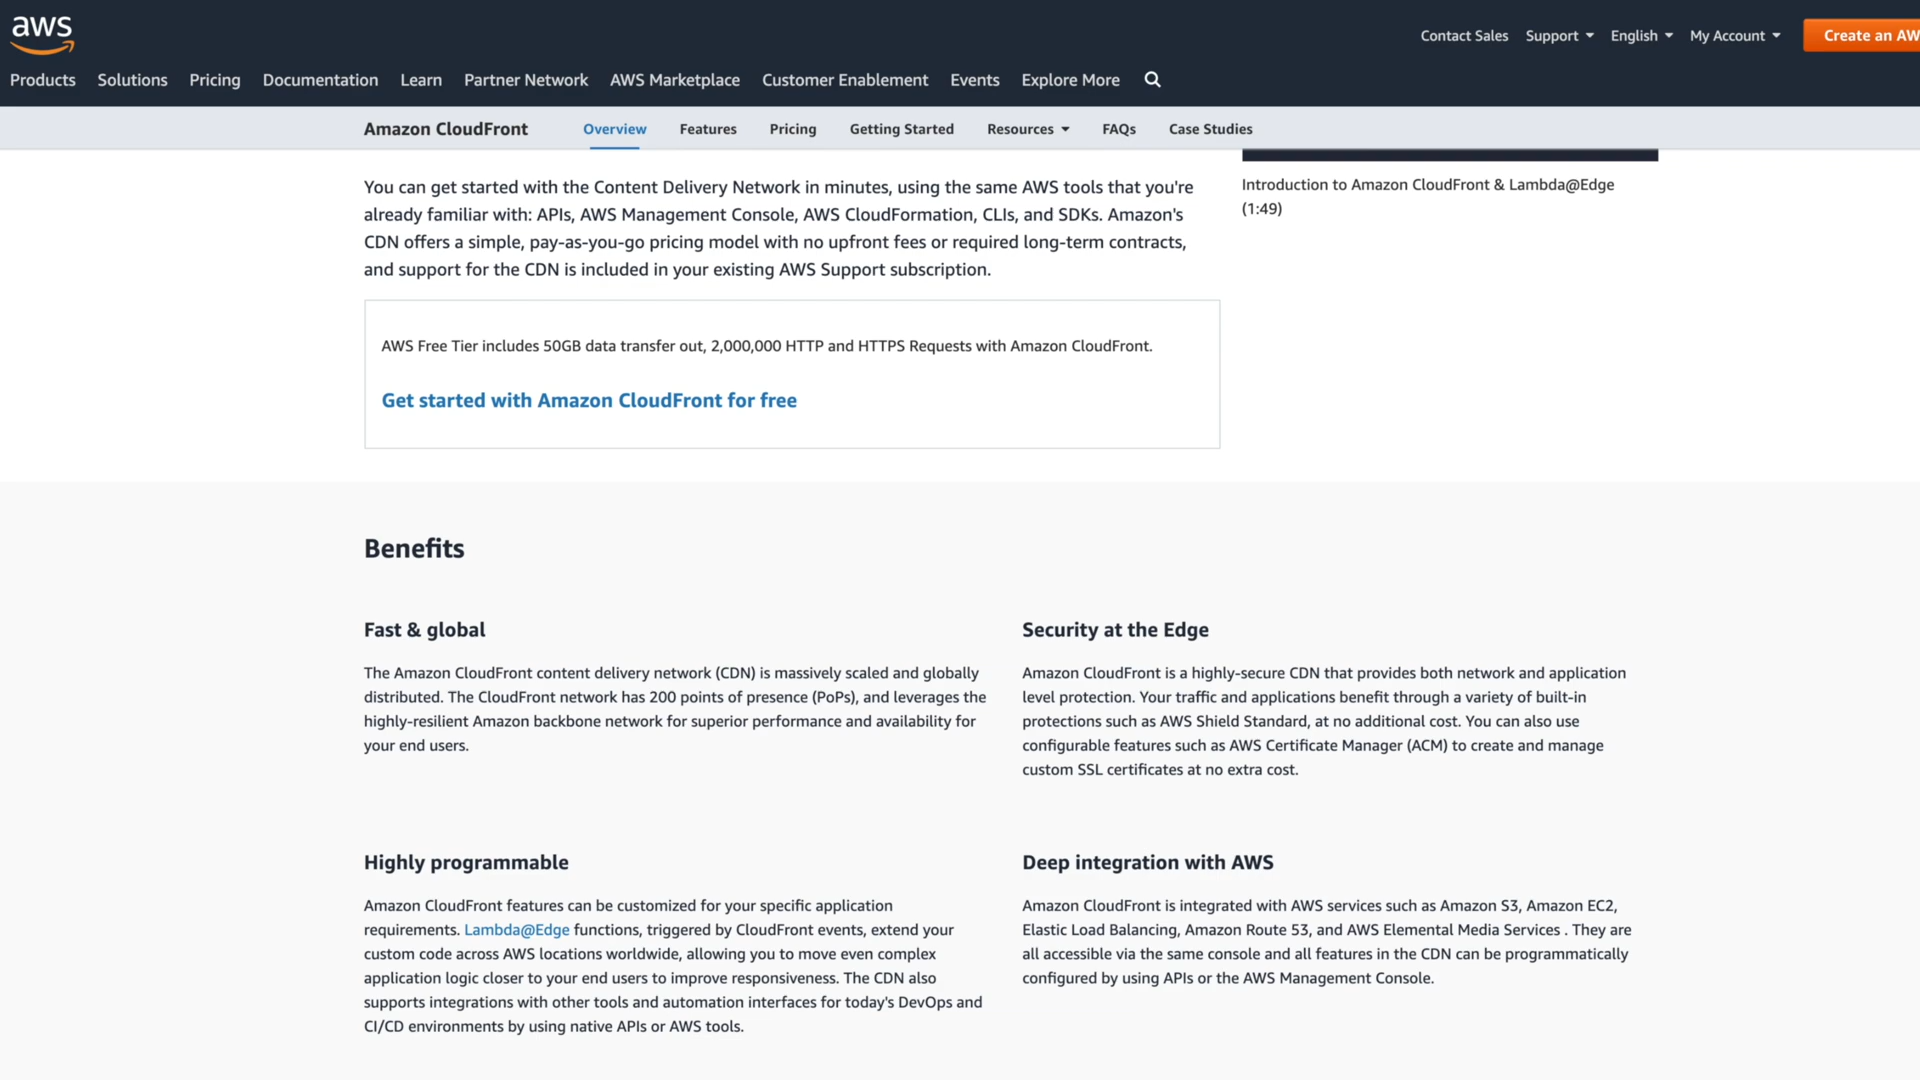 aws
Contact Sales Support English My Account Create an AW
Products Solutions Pricing Documentation Learn Partner Network AWS Marketplace Customer Enablement Events Explore More
Amazon CloudFront Overview Features Pricing Getting Started Resources FAQs Case Studies
You can get started with the Content Delivery Network in minutes, using the same AWS tools that you're
already familiar with: APIs, AWS Management Console, AWS CloudFormation, CLIs, and SDKs. Amazon's
CDN offers a simple, pay-as-you-go pricing model with no upfront fees or required long-term contracts,
and support for the CDN is included in your existing AWS Support subscription.
Introduction to Amazon CloudFront & Lambda@Edge
(1:49)
AWS Free Tier includes 50GB data transfer out, 2,000,000 HTTP and HTTPS Requests with Amazon CloudFront.
Get started with Amazon CloudFront for free
Benefits
Fast & global
The Amazon CloudFront content delivery network (CDN) is massively scaled and globally
distributed. The CloudFront network has 200 points of presence (PoPs), and leverages the
highly-resilient Amazon backbone network for superior performance and availability for
your end users.
Security at the Edge
Amazon CloudFront is a highly-secure CDN that provides both network and application
level protection. Your traffic and applications benefit through a variety of built-in
protections such as AWS Shield Standard, at no additional cost. You can also use
configurable features such as AWS Certificate Manager (ACM) to create and manage
custom SSL certificates at no extra cost.
Highly programmable
Amazon CloudFront features can be customized for your specific application
requirements. Lambda@Edge functions, triggered by CloudFront events, extend your
custom code across AWS locations worldwide, allowing you to move even complex
application logic closer to your end users to improve responsiveness. The CDN also
supports integrations with other tools and automation interfaces for today's DevOps and
CI/CD environments by using native APIs or AWS tools.
Deep integration with AWS
Amazon CloudFront is integrated with AWS services such as Amazon S3, Amazon EC2,
Elastic Load Balancing, Amazon Route 53, and AWS Elemental Media Services . They are
all accessible via the same console and all features in the CDN can be programmatically
configured by using APIs or the AWS Management Console.